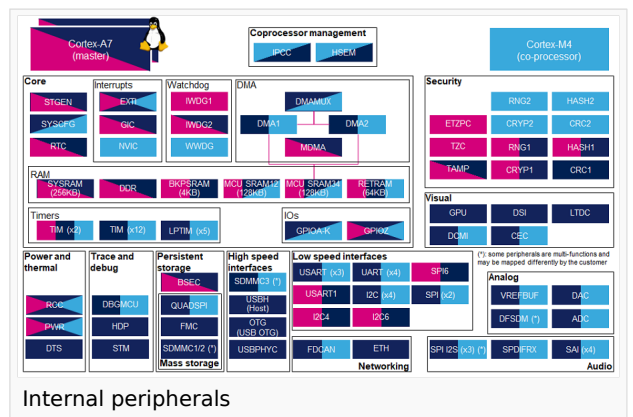 Cortex-A7
(master)
Coprocessor management
IPCC HSEM
Cortex-M4
(co-processor)
Core
STGEN
SYSCFG
RTC
Interrupts
EXTI
GIC
NVIC
Watchdog
IWDG1
IWDG2
WWDG
DMA
DMAMUX
DMA1 DMA2
MDMA
Security
RNG2 HASH2
ETZPC CRYP2 CRC2
TZC RNG1 HASH1
TAMP CRYP1 CRC1
RAM
SYSRAM
(256KB)
DDR
BKPSRAM
(4KB)
MCU SRAM12
(128KB)
MCU SRAM34
(128KB)
RETRAM
(64KB)
Timers
TIM (x2) TIM (x12) LPTIM (x5)
IOs
GPIOA-K GPIOZ
Visual
GPU DSI LTDC
DCMI CEC
Power and
thermal
RCC
PWR
DTS
Trace and
debug
DBGMCU
HDP
STM
Persistent
storage
BSEC
QUADSPI
FMC
SDMMC1/2 (*)
Mass storage
High speed
interfaces
SDMMC3 (*)
USBH
(Host)
OTG
(USB OTG)
USBPHYC
Low speed interfaces
USART (x3) UART (x4) SPI6
USART1 I2C (x4) SPI (x2)
I2C4 I2C6
(*): some peripherals are multi-functions and
may be mapped differently by the customer
FDCAN ETH
Networking
Analog
VREFBUF DAC
DFSDM (*) ADC
SPI I2S (x3) (*) SPDIFRX SAI (x4)
Audio
Internal peripherals